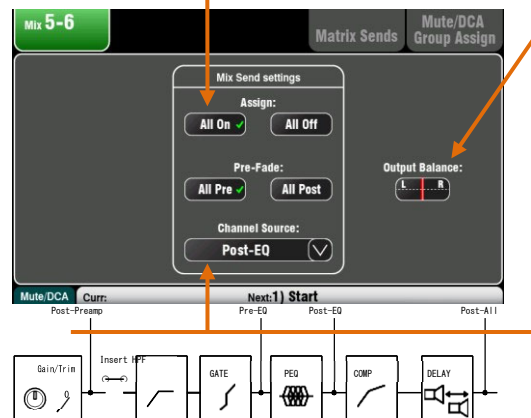 Mix 5-6
Matrix Sends
Mute/DCA
Group Assign
Mix Send settings
Assign:
All On
All Off
Pre-Fade:
All Pre
All Post
Output Balance:
L R
Channel Source:
Post-EQ
Mute/DCA Curr: Next:1) Start
Post-Preamp Pre-EQ Post-EQ Post-All
Gain/Trim
Insert HPF
GATE
PEQ
COMP
DELAY